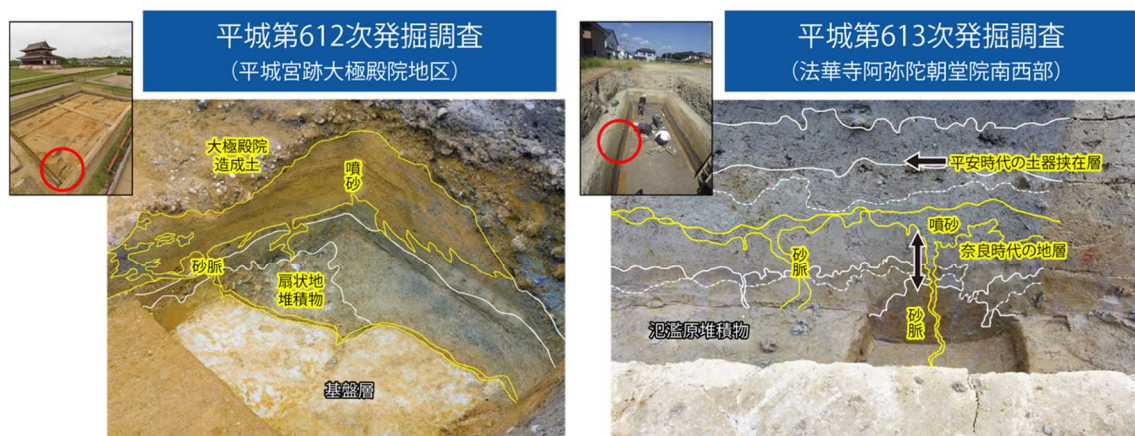 平城第612次発掘調査
（平城宮跡大極殿院地区）
大極殿院
造成土
噴砂
砂脈
扇状地
堆積物
基盤層
平城第613次発掘調査
（法華寺阿弥陀朝堂院南西部）
平安時代の土器挟在層
噴砂
奈良時代の地層
砂脈
砂脈
氾濫原堆積物